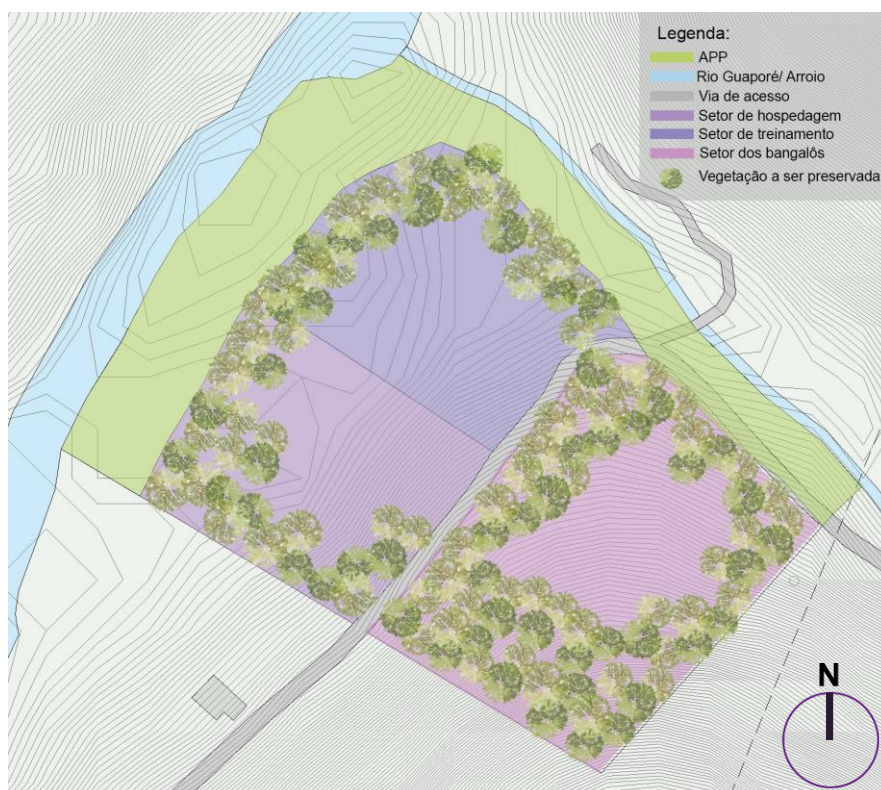 Legenda:
APP
Rio Guaporé/ Arroio
Via de acesso
Setor de hospedagem
Setor de treinamento
Setor dos bangalôs
Vegetação a ser preservada
N